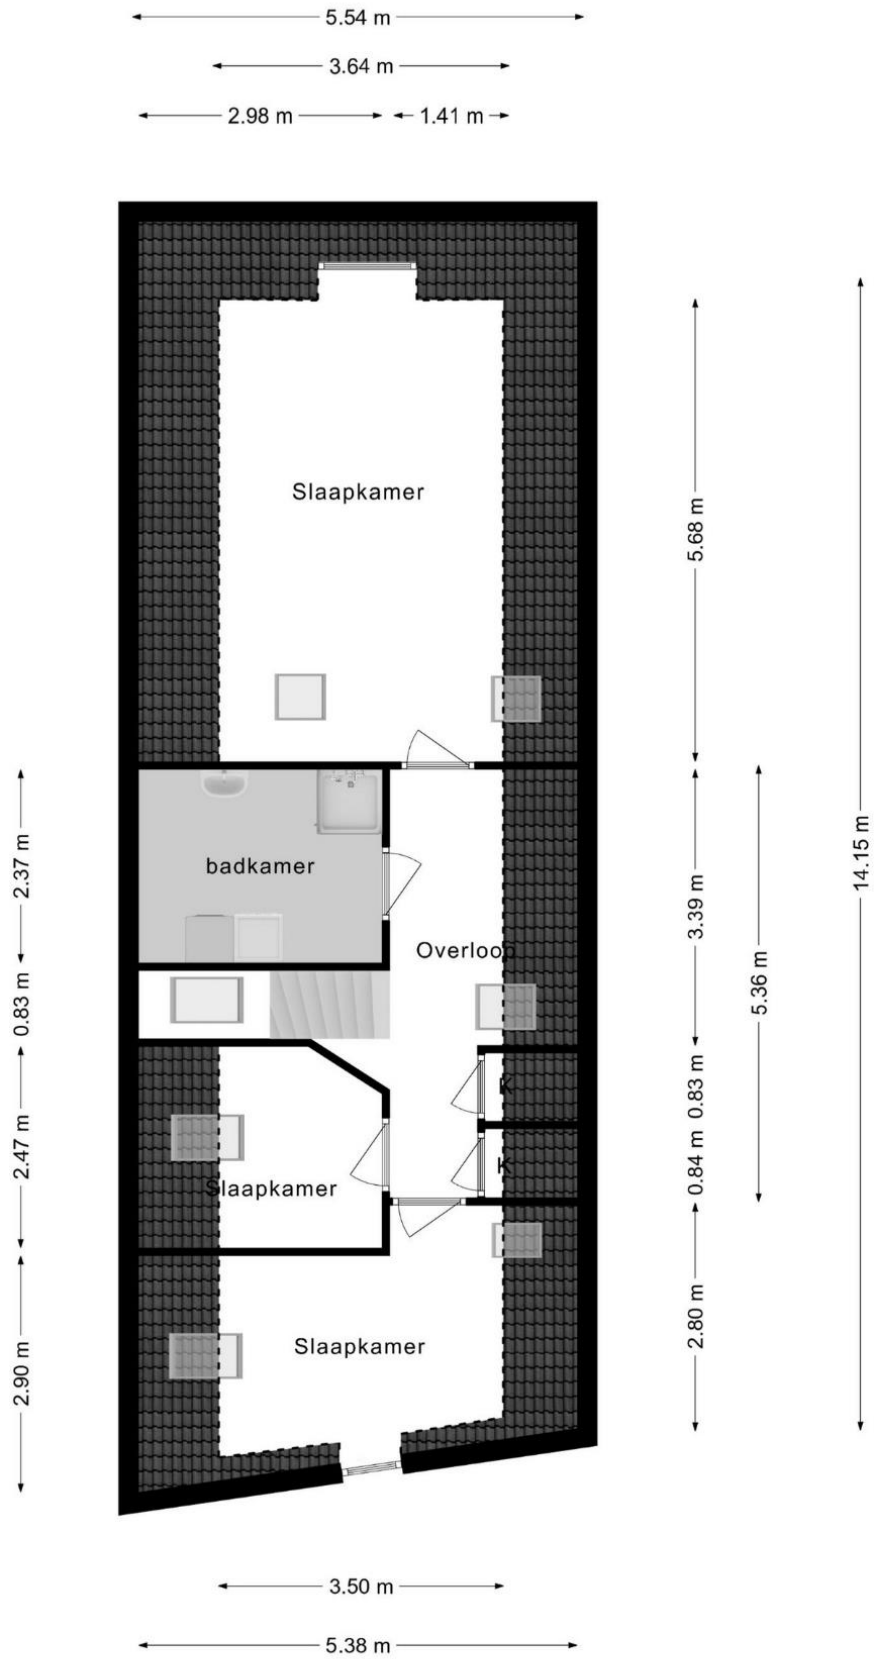 5.54 m
3.64 m
2.98 m
1.41 m
Slaapkamer
5.68 m
14.15 m
2.37 m
badkamer
3.39 m
Overloop
5.36 m
0.83 m
K
0.83 m
2.47 m
Slaapkamer
K
0.84 m
Slaapkamer
2.80 m
2.90 m
3.50 m
5.38 m